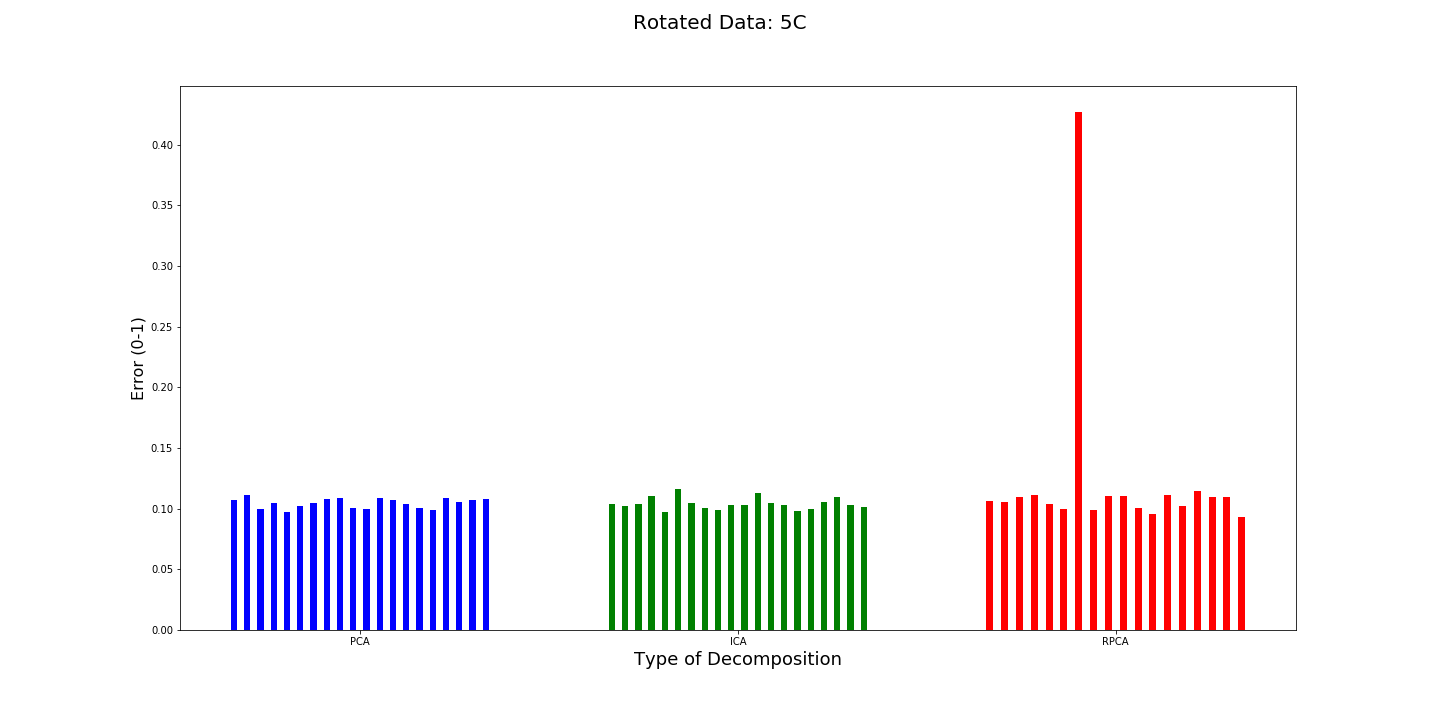 Rotated Data: 5C
Error (0-1)
0.40
0.35
0.30
0.25
0.20
0.15
0.10
0.05
0.00
PCA
ICA
RPCA
Type of Decomposition